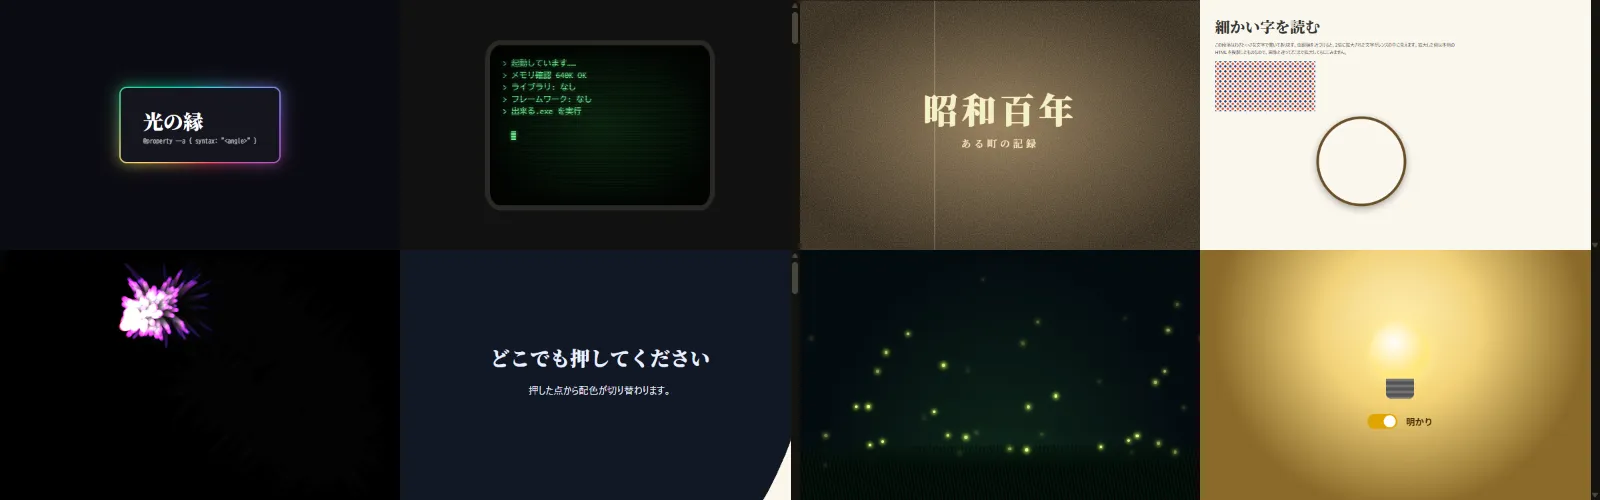 光の縁
@property --a { syntax: "<angle>" }
> 起動しています……
> メモリ確認 640K OK
> ライブラリ: なし
> フレームワーク: なし
> 出来る.exe を実行
昭和百年
ある町の記録
細かい字を読む
どこでも押してください
押した点から配色が切り替わります。
明かり